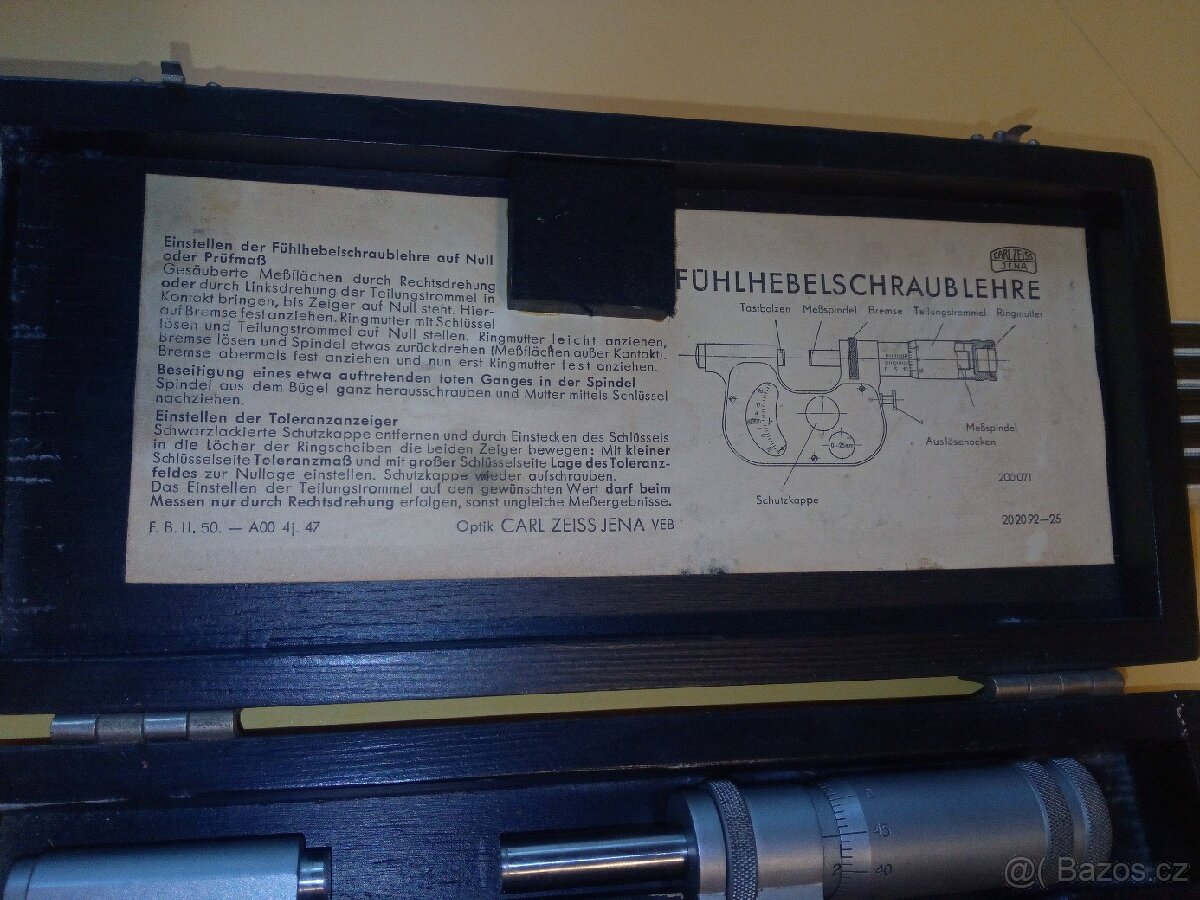 Einstellen der Fühlhebelschraublehre auf Null
oder Prüfmaß
Gesäuberte Meßflächen durch Rechtsdrehung
oder durch Linksdrehung der Teilungstrommel in
Kontakt bringen, bis Zeiger auf Null steht. Hier-
auf Bremse fest anziehen. Ringmutter mit Schlüssel
lösen und Teilungstrommel auf Null stellen. Ringmutter leicht anziehen,
Bremse lösen und Spindel etwas zurückdrehen (Meßflächen außer Kontakt).
Bremse abermals fest anziehen und nun erst Ringmutter fest anziehen.
Beseitigung eines etwa auftretenden toten Ganges in der Spindel
Spindel aus dem Bügel ganz herausschrauben und Mutter mittels Schlüssel
nachziehen.
Einstellen der Toleranzanzeiger
Schwarzlackierte Schutzkappe entfernen und durch Einstecken des Schlüssels
in die Löcher der Ringscheiben die beiden Zeiger bewegen: Mit kleiner
Schlüsselseite Toleranzmaß und mit großer Schlüsselseite Lage des Toleranz-
feldes zur Nullage einstellen. Schutzkappe wieder aufschrauben.
Das Einstellen der Teilungstrommel auf den gewünschten Wert darf beim
Messen nur durch Rechtsdrehung erfolgen, sonst ungleiche Meßergebnisse.
F. B. II. 50. — A00 4j. 47
Optik CARL ZEISS JENA VEB
CARL ZEISS
JENA
FÜHLHEBELSCHRAUBLEHRE
Tastbolzen Meßspindel Bremse Teilungstrommel Ringmutter
0-25mm
Meßspindel
Auslösenocken
Schutzkappe
20 20 92-25
45
40
@( Bazos.cz